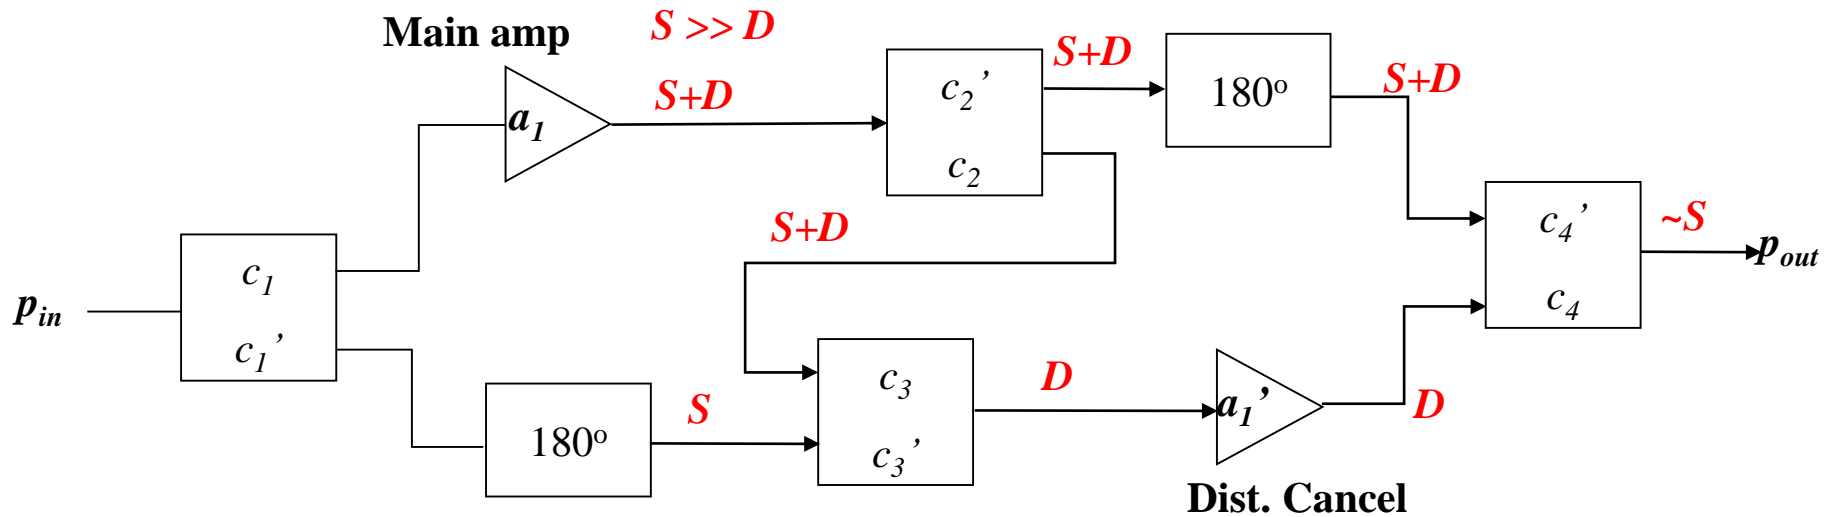 Main amp
S >> D
S+D
a₁
c₂’
c₂
S+D
180º
S+D
S+D
c₁
c₁’
pᵢₙ
180º
S
c₃
c₃’
D
a₁’
D
Dist. Cancel
c₄’
c₄
~S
pₒᵤₜ